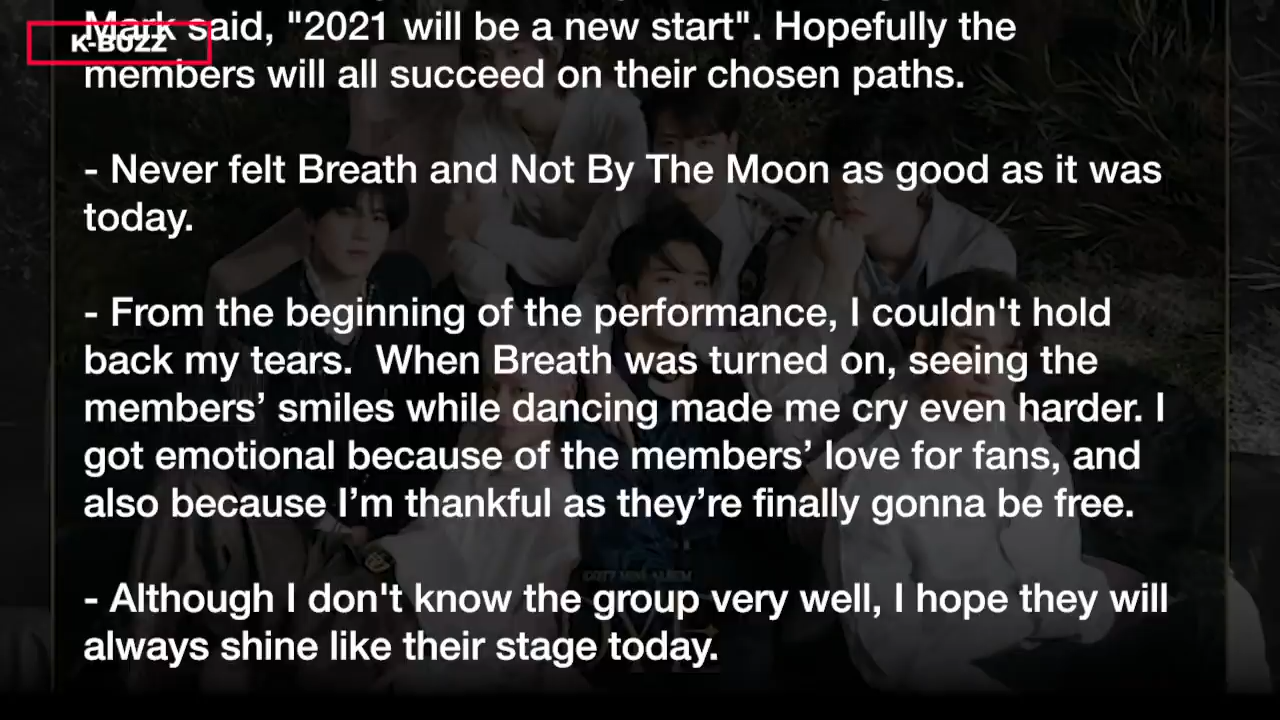 K-BUZZ
Mark said, "2021 will be a new start". Hopefully the
members will all succeed on their chosen paths.
- Never felt Breath and Not By The Moon as good as it was
today.
- From the beginning of the performance, I couldn't hold
back my tears.  When Breath was turned on, seeing the
members’ smiles while dancing made me cry even harder. I
got emotional because of the members’ love for fans, and
also because I’m thankful as they’re finally gonna be free.
GOT7 MINI ALBUM
- Although I don't know the group very well, I hope they will
always shine like their stage today.